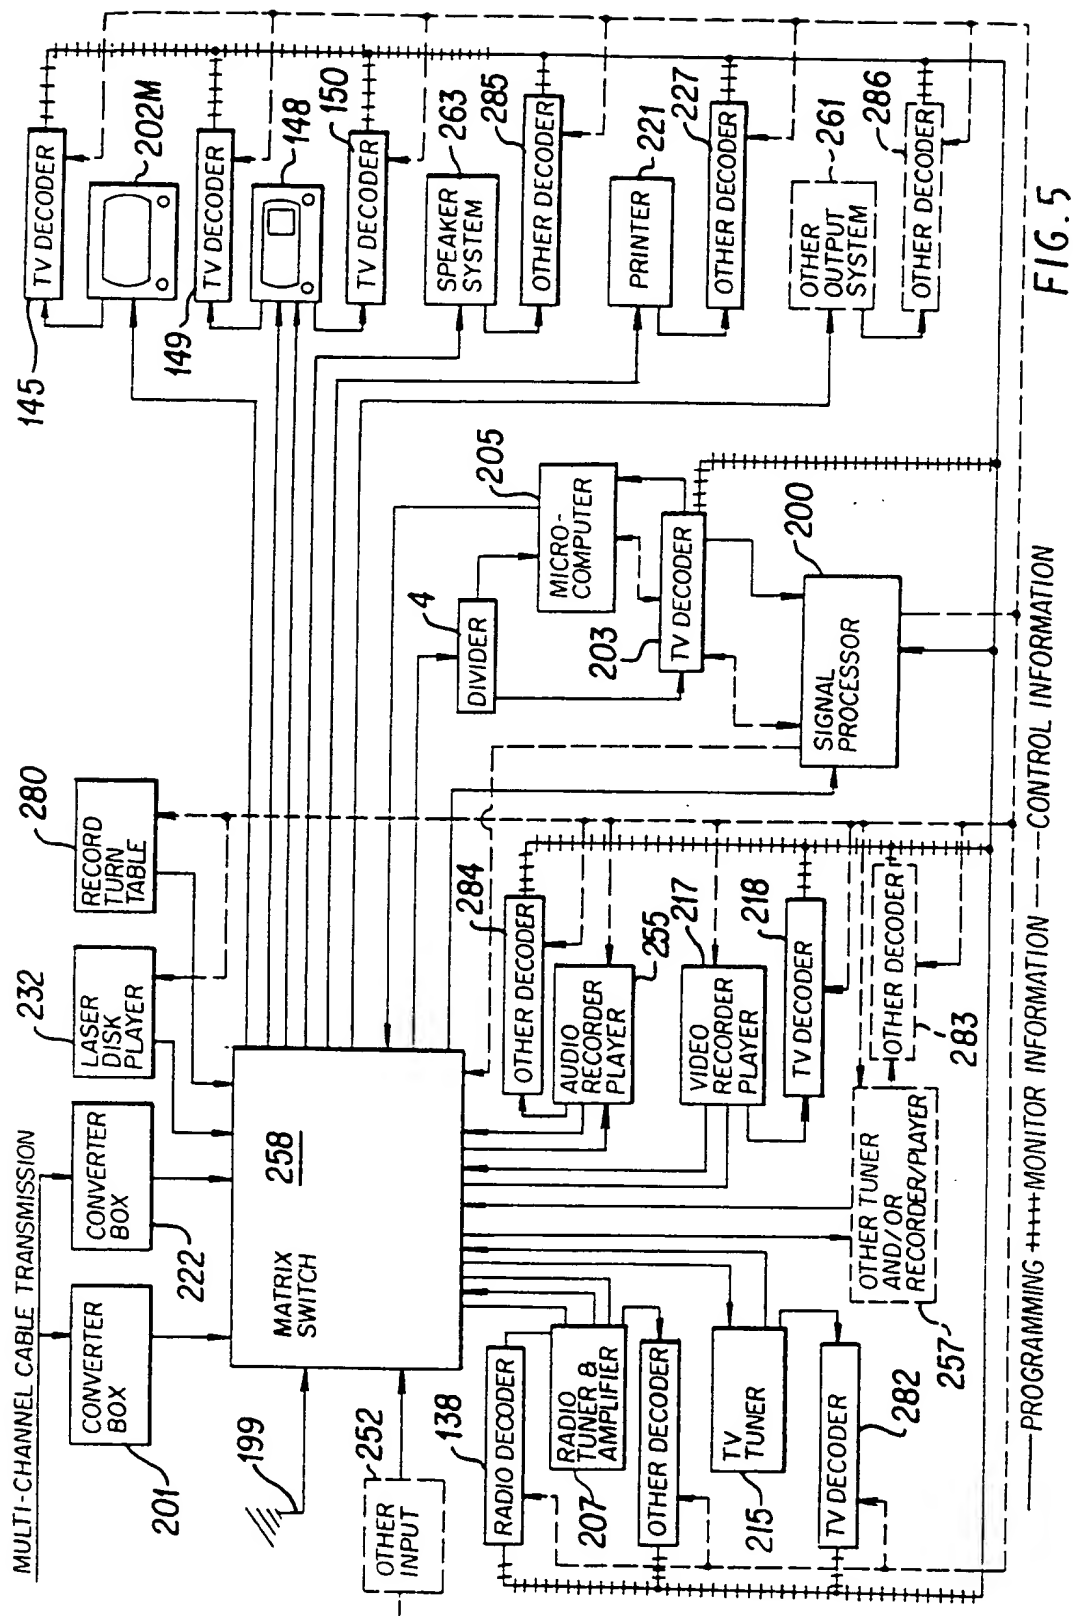 MULTI-CHANNEL CABLE TRANSMISSION
201
CONVERTER
BOX
222
CONVERTER
BOX
232
LASER
DISK
PLAYER
280
RECORD
TURN
TABLE
199
252
OTHER
INPUT
258
MATRIX
SWITCH
145
TV DECODER
202M
149
TV DECODER
148
TV DECODER
150
SPEAKER
SYSTEM
263
OTHER DECODER
285
PRINTER
221
OTHER DECODER
227
OTHER
OUTPUT
SYSTEM
261
OTHER DECODER
286
4
DIVIDER
205
MICRO-
COMPUTER
203
TV DECODER
200
SIGNAL
PROCESSOR
138
RADIO DECODER
207
RADIO
TUNER &
AMPLIFIER
OTHER DECODER
215
TV
TUNER
TV DECODER
282
284
OTHER DECODER
AUDIO
RECORDER
PLAYER
255
VIDEO
RECORDER
PLAYER
217
TV DECODER
218
OTHER DECODER
283
OTHER TUNER
AND/OR
RECORDER/PLAYER
257
PROGRAMMING MONITOR INFORMATION CONTROL INFORMATION
FIG. 5